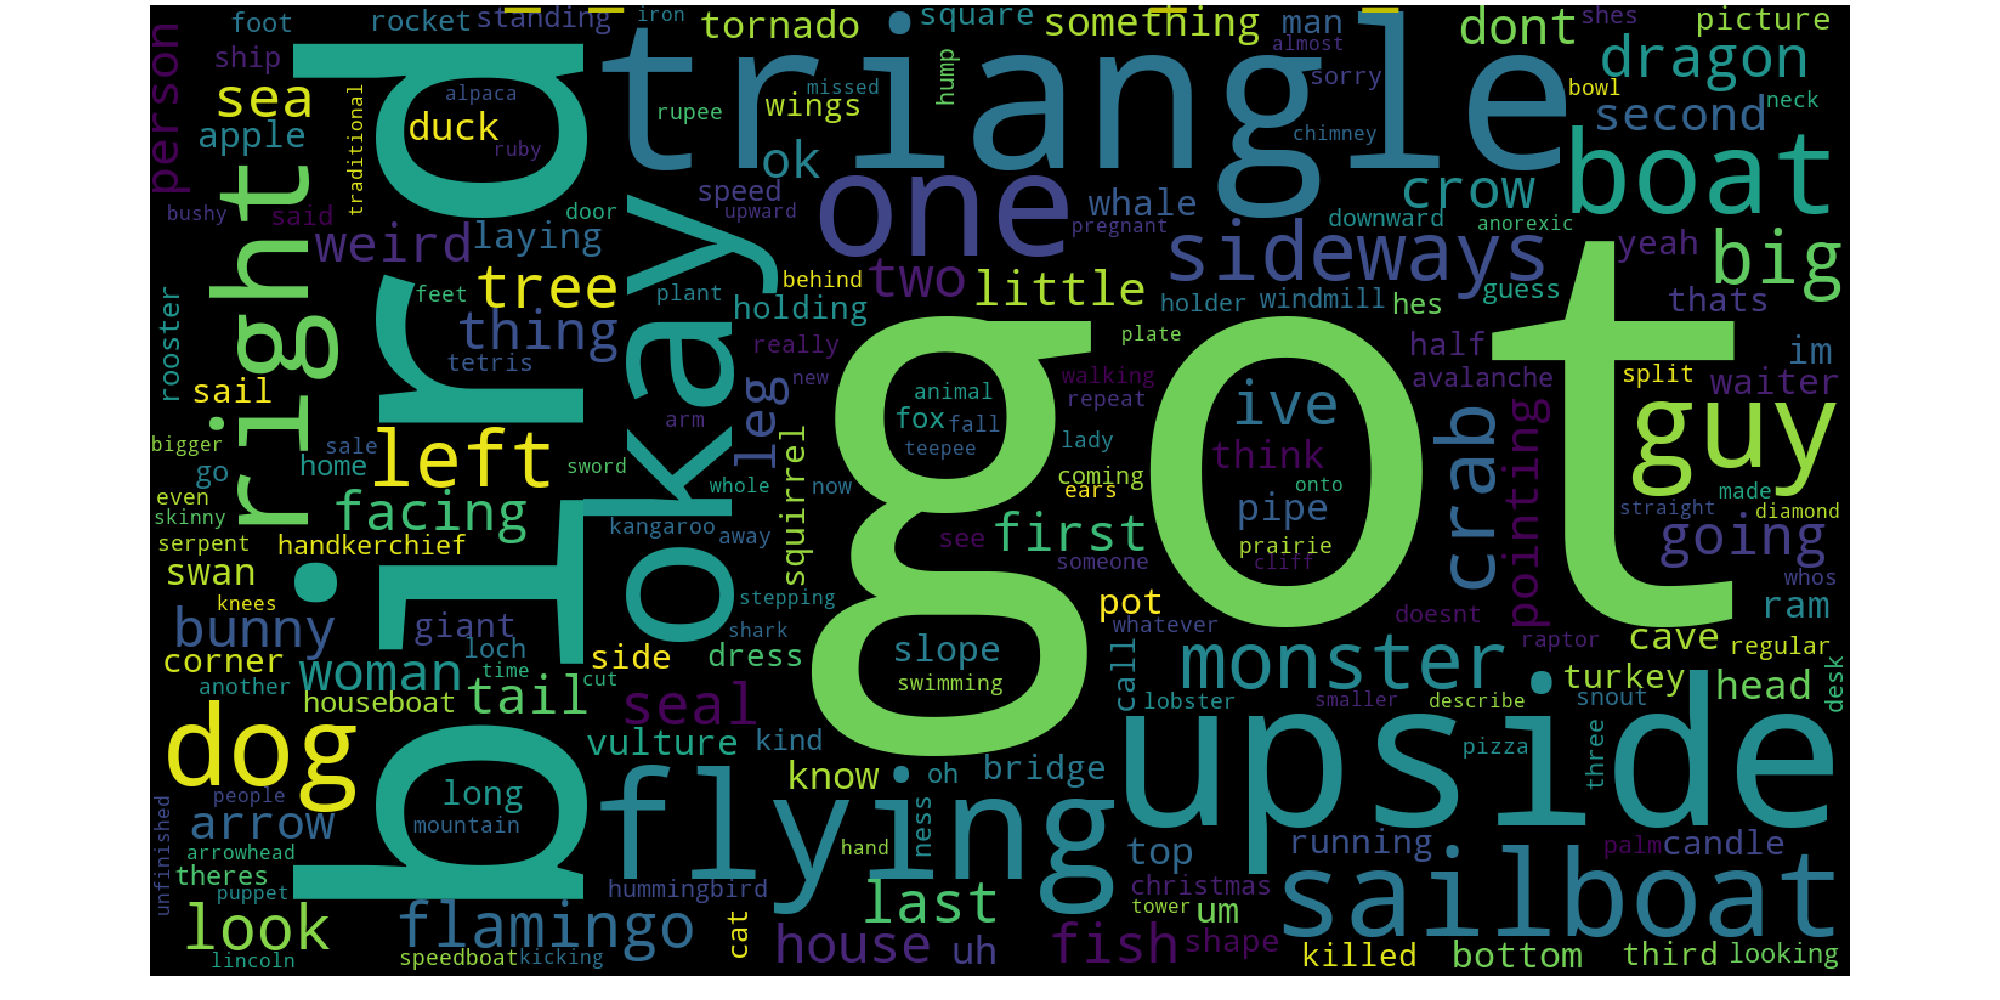 foot
rocket
standing
iron
tornado
square
something
man
shes
dont
picture
person
ship
sea
alpaca
duck
ruby
apple
traditional
bird
triangle
missed
wings
rupee
hump
almost
sorry
dragon
bowl
neck
chimney
second
ok
boat
right
bushy
said
weird
laying
door
okay
speed
upward
one
whale
pregnant
crow
downward
anorexic
sideways
yeah
big
feet
tree
plant
behind
holding
two
little
holder
windmill
hes
guess
thats
rooster
thing
tetris
really
plate
half
im
sail
new
leg
arm
animal
fox
fall
teepee
got
walking
repeat
ive
avalanche
split
waiter
bigger
sale
left
sword
lady
think
crab
pointing
guy
go
home
whole
now
squirrel
coming
ears
onto
pipe
made
even
skinny
facing
kangaroo
away
see
first
prairie
straight
diamond
serpent
handkerchief
someone
cliff
going
swan
knees
stepping
pot
whatever
doesnt
whos
ram
bunny
giant
loch
shark
slope
swimming
call
monster
raptor
cave
regular
corner
woman
time
side
cut
dress
turkey
head
desk
another
houseboat
tail
seal
lobster
smaller
describe
snout
dog
vulture
kind
know
oh
bridge
upside
pizza
three
people
long
mountain
flying
ness
hand
unfinished
arrow
arrowhead
theres
puppet
top
running
palm
candle
hummingbird
last
christmas
tower
um
sailboat
look
flamingo
cat
house
uh
fish
shape
lincoln
speedboat
kicking
killed
bottom
third
looking